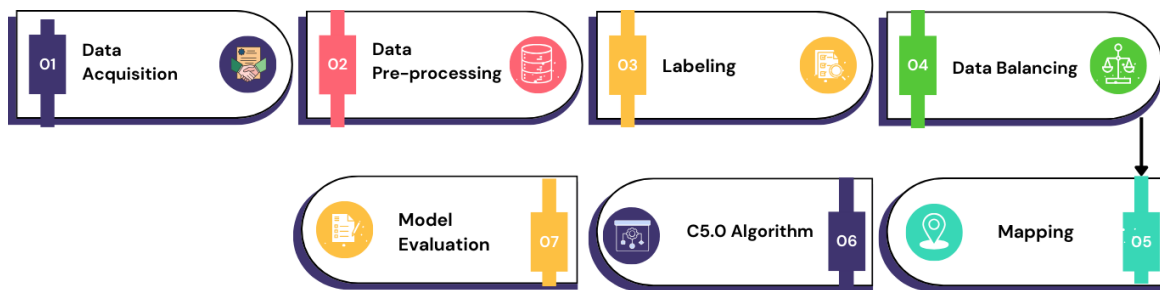 01
Data
Acquisition
02
Data
Pre-processing
03
Labeling
04
Data Balancing
05
Mapping
06
C5.0 Algorithm
07
Model
Evaluation